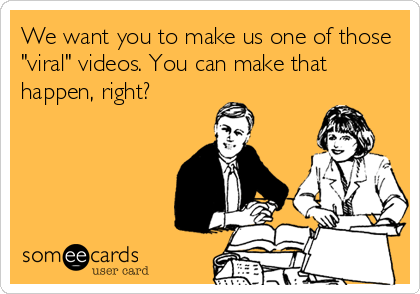 We want you to make us one of those
"viral" videos. You can make that
happen, right?
someecards
user card